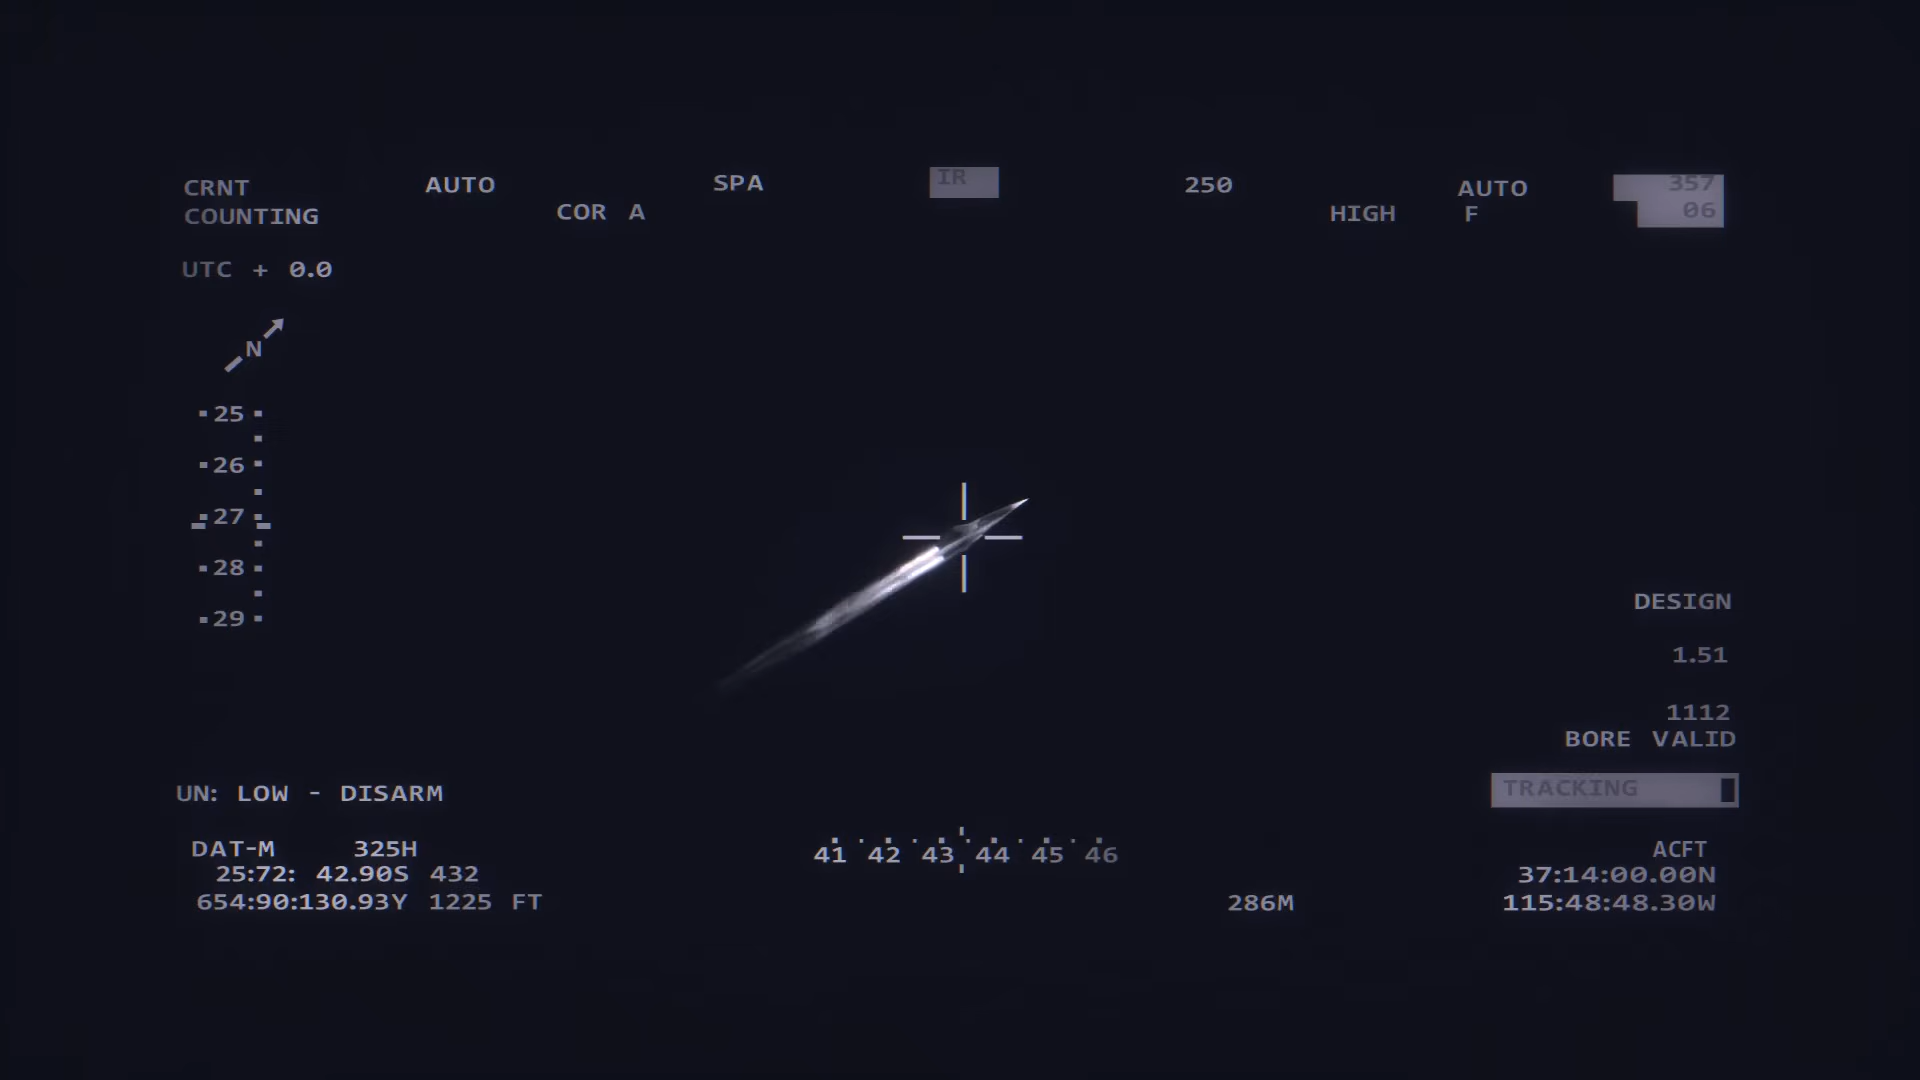 CRNT
COUNTING
AUTO
COR A
SPA
IR
250
HIGH
AUTO
F
357
06
UTC + 0.0
N
25
26
27
28
29
DESIGN
1.51
1112
BORE VALID
TRACKING
UN: LOW - DISARM
DAT-M 325H
25:72: 42.90S 432
654:90:130.93Y 1225 FT
41 42 43 44 45 46
286M
ACFT
37:14:00.00N
115:48:48.30W